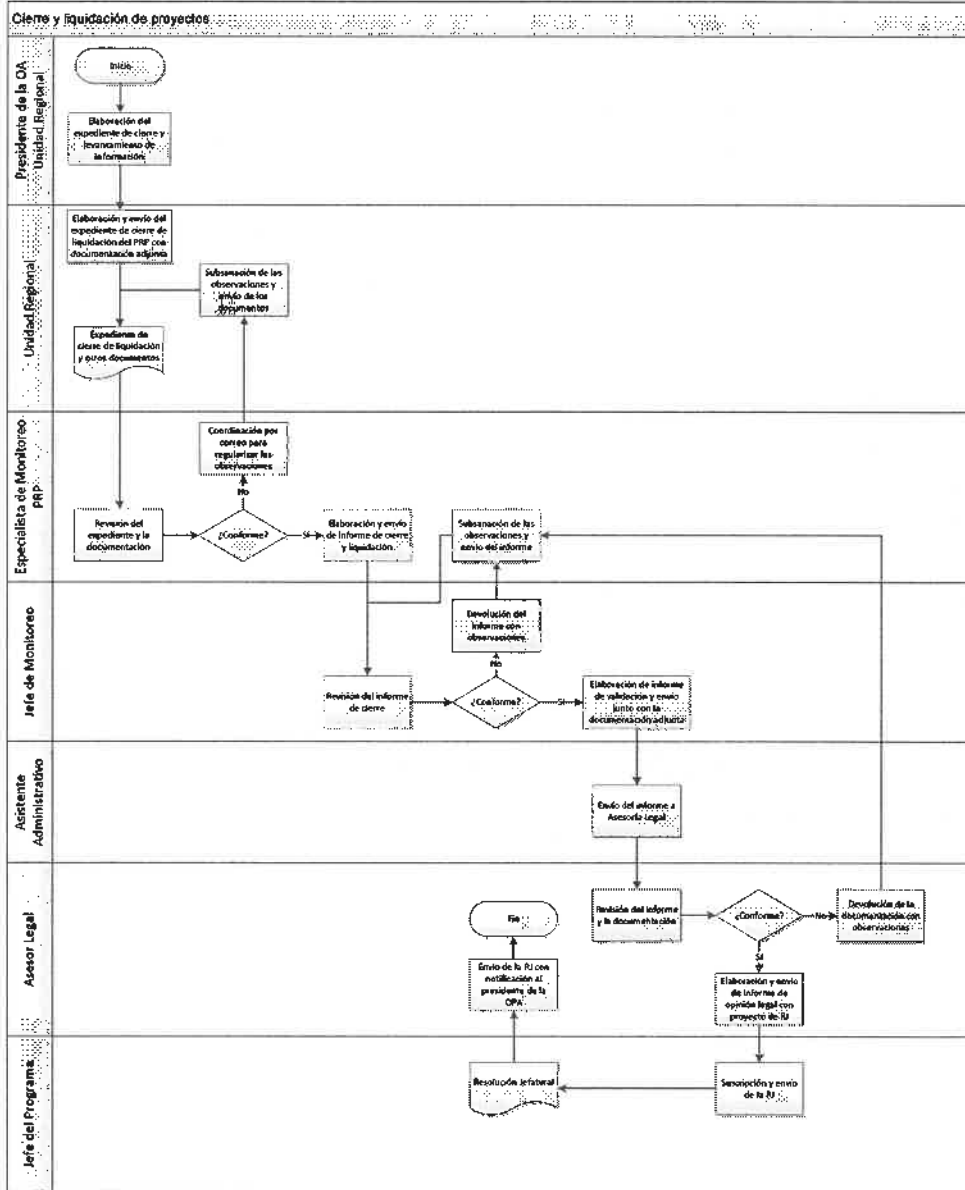 Cierre y liquidación de proyectos
Presidente de la OA
Unidad Regional
Inicio
Elaboración del
expediente de cierre y
levantamiento de
información
Unidad Regional
Elaboración y envío del
expediente de cierre de
liquidación del PRP con
documentación adjunta
Subsanación de las
observaciones y
envío de los
documentos
Expediente de
cierre de liquidación
y otros documentos
Especialista de Monitoreo
PRP
Coordinación por
correo para
regularizar las
observaciones
No
Revisión del
expediente y la
documentación
¿Conforme?
Sí
Elaboración y envío
de informe de cierre
y liquidación.
Subsanación de las
observaciones y
envío del informe
Jefe de Monitoreo
Devolución del
informe con
observaciones
No
Revisión del informe
de cierre
¿Conforme?
Sí
Elaboración de informe
de validación y envío
junto con la
documentación adjunta
Asistente
Administrativo
Envío del informe a
Asesoría Legal
Asesor Legal
Fin
Revisión del informe
y la documentación
¿Conforme?
No
Devolución de la
documentación con
observaciones
Envío de la RJ con
notificación al
presidente de la
OPA
Sí
Elaboración y envío
de informe de
opinión legal con
proyecto de RJ
Jefe del Programa
Resolución Jefatural
Suscripción y envío
de la RJ